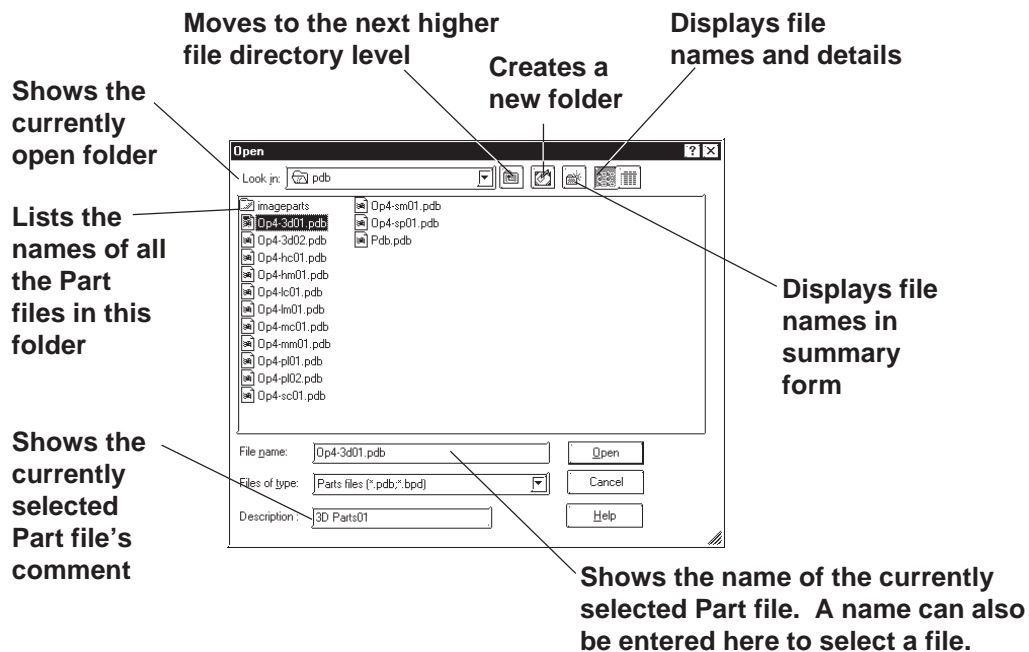 Moves to the next higher
file directory level
Displays file
names and details
Creates a
new folder
Shows the
currently
open folder
Open
Look in:
pdb
Lists the
names of all
the Part
files in this
folder
imageparts
Op4-3d01.pdb
Op4-3d02.pdb
Op4-hc01.pdb
Op4-hm01.pdb
Op4-lc01.pdb
Op4-lm01.pdb
Op4-mc01.pdb
Op4-mm01.pdb
Op4-pl01.pdb
Op4-pl02.pdb
Op4-sc01.pdb
Op4-sm01.pdb
Op4-sp01.pdb
Pdb.pdb
Displays file
names in
summary
form
Shows the
currently
selected
Part file's
comment
File name: Op4-3d01.pdb Open
Files of type: Parts files (*.pdb;*.bpd) Cancel
Description : 3D Parts01 Help
Shows the name of the currently
selected Part file. A name can also
be entered here to select a file.